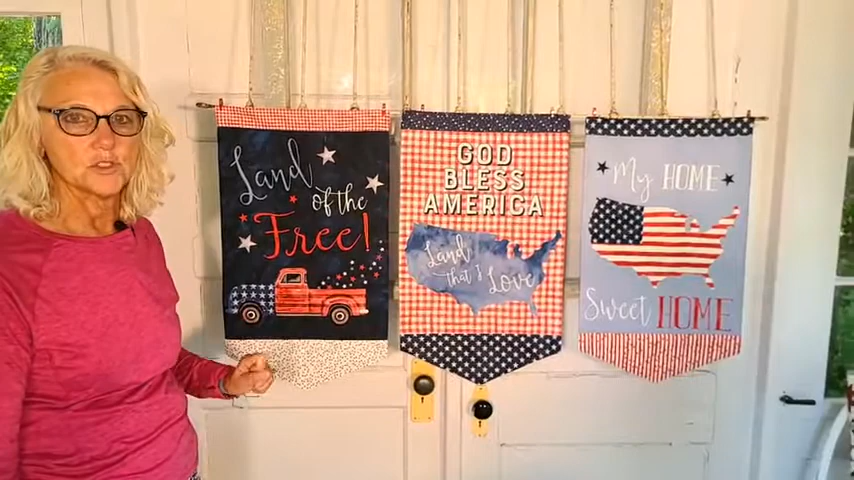 Land
of the
Free!
GOD
BLESS
AMERICA
Land
that I Love
My HOME
Sweet HOME